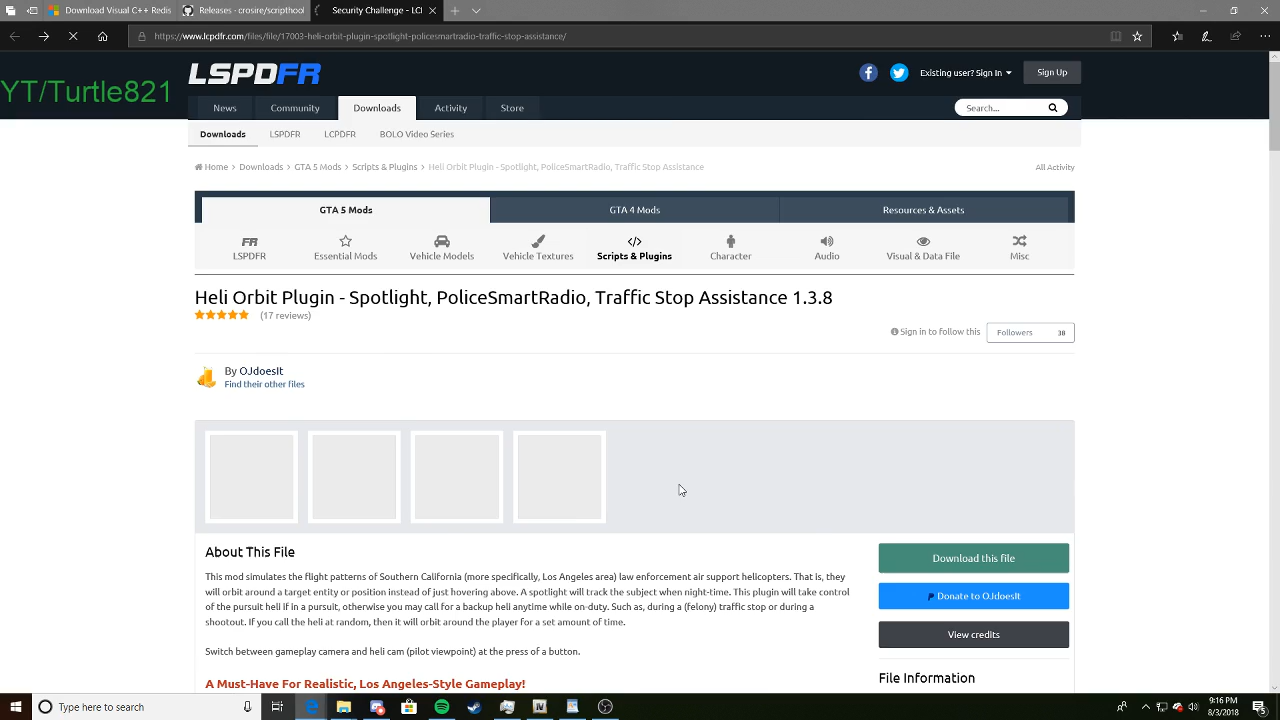 Download Visual C++ Redist
Releases
Security Checking - LC
https://www.lcpdfr.com/files/file/17003-heli-orbit-plugin-spotlight-policesmartradio-traffic-stop-assistance/
YT/Turtle821
LSPDFR
Existing user? Sign In
Sign Up
News
Community
Downloads
Activity
Store
Search...
Downloads
LSPDFR
LCPDFR
BOLO Video Series
Home > Downloads > GTA 5 Mods > Scripts & Plugins > Heli Orbit Plugin - Spotlight, PoliceSmartRadio, Traffic Stop Assistance
All Activity
GTA 5 Mods
GTA 4 Mods
Resources & Assets
LSPDFR
Essential Mods
Vehicle Models
Vehicle Textures
Scripts & Plugins
Character
Audio
Visual & Data File
Misc
Heli Orbit Plugin - Spotlight, PoliceSmartRadio, Traffic Stop Assistance 1.3.8
(17 reviews)
Sign in to follow this
Followers 38
By OJdoesIt
Find their other files
About This File
This mod simulates the flight patterns of Southern California (more specifically, Los Angeles area) law enforcement air support helicopters. That is, they
will orbit around a target entity or position instead of just hovering above. A spotlight will track the subject when night-time. This plugin will take control
of the pursuit heli if in a pursuit, otherwise you may call for a backup heli anytime while on-duty. Such as, during a (felony) traffic stop or during a
shootout. If you call the heli at random, then it will orbit around the player for a set amount of time.
Switch between gameplay camera and heli cam (pilot viewpoint) at the press of a button.
A Must-Have For Realistic, Los Angeles-Style Gameplay!
Download this file
Donate to OJdoesIt
View credits
File Information
Type here to search
9:16 PM
8/3/2018